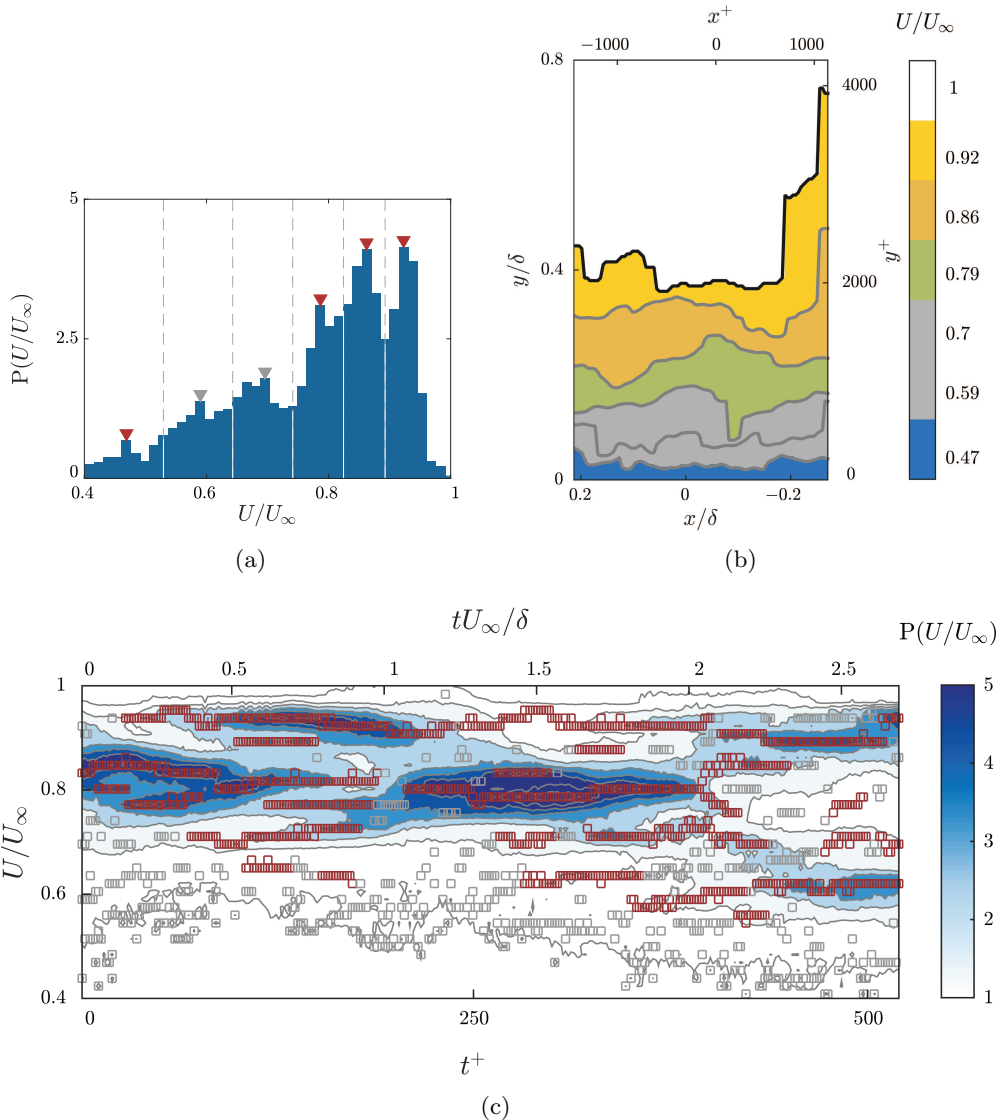 x⁺
U/U∞
−1000 0 1000
0.8
0.4
0
y/δ
4000
2000
0
y⁺
0.2 0 −0.2
x/δ
1
0.92
0.86
0.79
0.7
0.59
0.47
(b)
5
2.5
0
P(U/U∞)
0.4 0.6 0.8 1
U/U∞
(a)
tU∞/δ
P(U/U∞)
0 0.5 1 1.5 2 2.5
1
0.8
0.6
0.4
U/U∞
5
4
3
2
1
0 250 500
t⁺
(c)